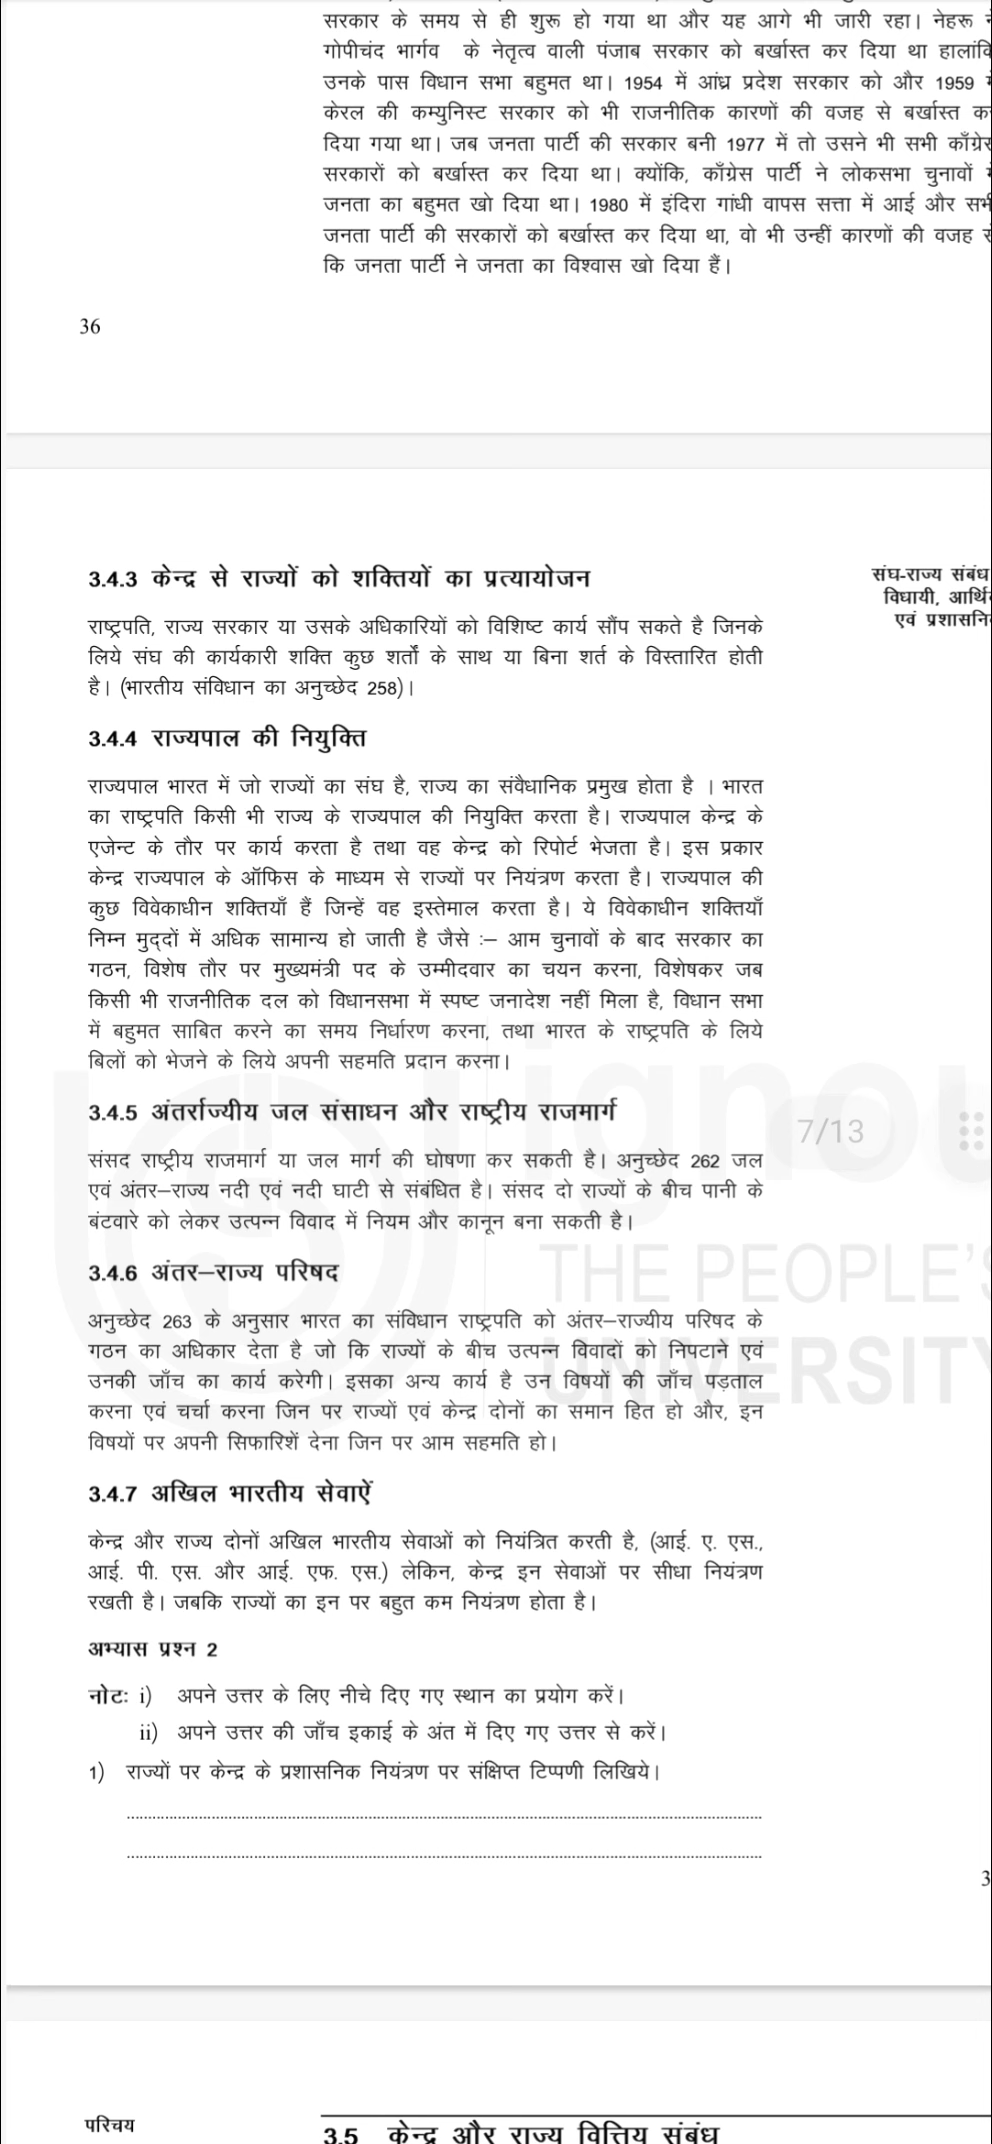 सरकार के समय से ही शुरू हो गया था और यह आगे भी जारी रहा। नेहरू
गोपीचंद भार्गव के नेतृत्व वाली पंजाब सरकार को बर्खास्त कर दिया था हालांकि
उनके पास विधान सभा बहुमत था। 1954 में आंध्र प्रदेश सरकार को और 1959
केरल की कम्युनिस्ट सरकार को भी राजनीतिक कारणों की वजह से बर्खास्त
दिया गया था। जब जनता पार्टी की सरकार बनी 1977 में तो उसने भी सभी काँग्रेस
सरकारों को बर्खास्त कर दिया था। क्योंकि, काँग्रेस पार्टी ने लोकसभा चुनावों
जनता का बहुमत खो दिया था। 1980 में इंदिरा गांधी वापस सत्ता में आई और सभी
जनता पार्टी की सरकारों को बर्खास्त कर दिया था, वो भी उन्हीं कारणों की वजह
कि जनता पार्टी ने जनता का विश्वास खो दिया हैं।
36
3.4.3 केन्द्र से राज्यों को शक्तियों का प्रत्यायोजन
संघ-राज्य संबंध
विधायी, आर्थि
एवं प्रशासनि
राष्ट्रपति, राज्य सरकार या उसके अधिकारियों को विशिष्ट कार्य सौंप सकते है जिनके
लिये संघ की कार्यकारी शक्ति कुछ शर्तों के साथ या बिना शर्त के विस्तारित होती
है। (भारतीय संविधान का अनुच्छेद 258)।
3.4.4 राज्यपाल की नियुक्ति
राज्यपाल भारत में जो राज्यों का संघ है, राज्य का संवैधानिक प्रमुख होता है । भारत
का राष्ट्रपति किसी भी राज्य के राज्यपाल की नियुक्ति करता है। राज्यपाल केन्द्र के
एजेन्ट के तौर पर कार्य करता है तथा वह केन्द्र को रिपोर्ट भेजता है। इस प्रकार
केन्द्र राज्यपाल के ऑफिस के माध्यम से राज्यों पर नियंत्रण करता है। राज्यपाल की
कुछ विवेकाधीन शक्तियाँ हैं जिन्हें वह इस्तेमाल करता है। ये विवेकाधीन शक्तियाँ
निम्न मुद्दों में अधिक सामान्य हो जाती है जैसे :– आम चुनावों के बाद सरकार का
गठन, विशेष तौर पर मुख्यमंत्री पद के उम्मीदवार का चयन करना, विशेषकर जब
किसी भी राजनीतिक दल को विधानसभा में स्पष्ट जनादेश नहीं मिला है, विधान सभा
में बहुमत साबित करने का समय निर्धारण करना, तथा भारत के राष्ट्रपति के लिये
बिलों को भेजने के लिये अपनी सहमति प्रदान करना।
3.4.5 अंतर्राज्यीय जल संसाधन और राष्ट्रीय राजमार्ग
7/13
संसद राष्ट्रीय राजमार्ग या जल मार्ग की घोषणा कर सकती है। अनुच्छेद 262 जल
एवं अंतर–राज्य नदी एवं नदी घाटी से संबंधित है। संसद दो राज्यों के बीच पानी के
बंटवारे को लेकर उत्पन्न विवाद में नियम और कानून बना सकती है।
3.4.6 अंतर–राज्य परिषद
अनुच्छेद 263 के अनुसार भारत का संविधान राष्ट्रपति को अंतर–राज्यीय परिषद के
गठन का अधिकार देता है जो कि राज्यों के बीच उत्पन्न विवादों को निपटाने एवं
उनकी जाँच का कार्य करेगी। इसका अन्य कार्य है उन विषयों की जाँच पड़ताल
करना एवं चर्चा करना जिन पर राज्यों एवं केन्द्र दोनों का समान हित हो और, इन
विषयों पर अपनी सिफारिशें देना जिन पर आम सहमति हो।
ignou
THE PEOPLE'S
UNIVERSITY
3.4.7 अखिल भारतीय सेवाऐं
केन्द्र और राज्य दोनों अखिल भारतीय सेवाओं को नियंत्रित करती है, (आई. ए. एस.,
आई. पी. एस. और आई. एफ. एस.) लेकिन, केन्द्र इन सेवाओं पर सीधा नियंत्रण
रखती है। जबकि राज्यों का इन पर बहुत कम नियंत्रण होता है।
अभ्यास प्रश्न 2
नोटः i) अपने उत्तर के लिए नीचे दिए गए स्थान का प्रयोग करें।
ii) अपने उत्तर की जाँच इकाई के अंत में दिए गए उत्तर से करें।
1) राज्यों पर केन्द्र के प्रशासनिक नियंत्रण पर संक्षिप्त टिप्पणी लिखिये।
3
परिचय
3.5 केन्द्र और राज्य वित्तिय संबंध